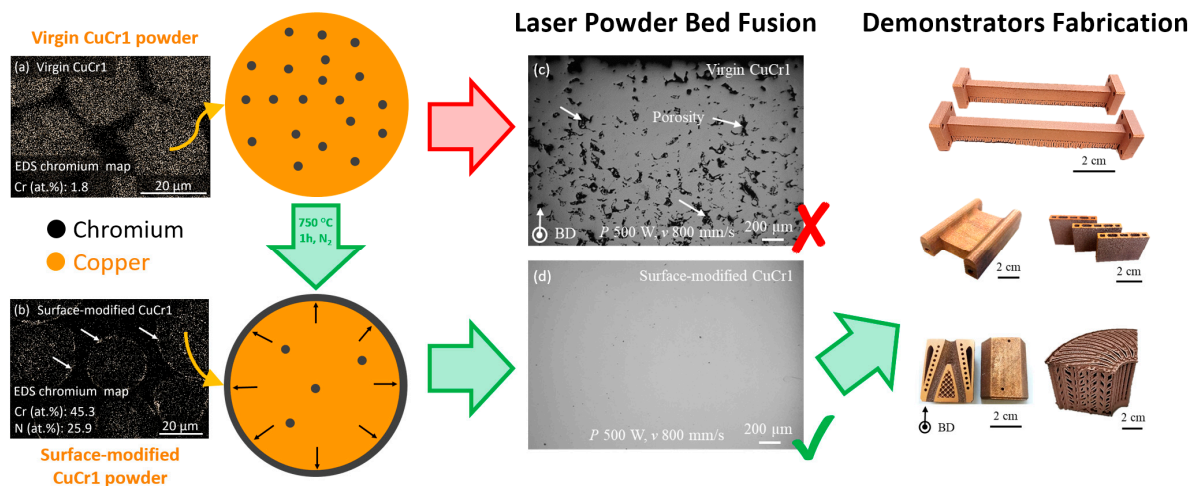 Virgin CuCr1 powder
(a) Virgin CuCr1
EDS chromium map
Cr (at.%): 1.8
20 μm
Chromium
Copper
750 °C
1h, N₂
(b) Surface-modified CuCr1
EDS chromium map
Cr (at.%): 45.3
N (at.%): 25.9
20 μm
Surface-modified
CuCr1 powder
Laser Powder Bed Fusion
(c)
Virgin CuCr1
Porosity
BD
P 500 W, v 800 mm/s
200 μm
(d)
Surface-modified CuCr1
P 500 W, v 800 mm/s
200 μm
Demonstrators Fabrication
2 cm
2 cm
2 cm
BD
2 cm
2 cm